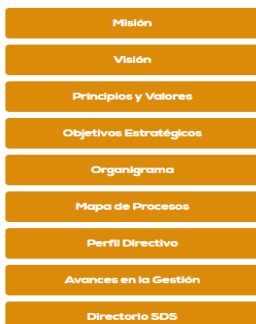 Misión
Visión
Principios y Valores
Objetivos Estratégicos
Organigrama
Mapa de Procesos
Perfil Directivo
Avances en la Gestión
Directorio SDS